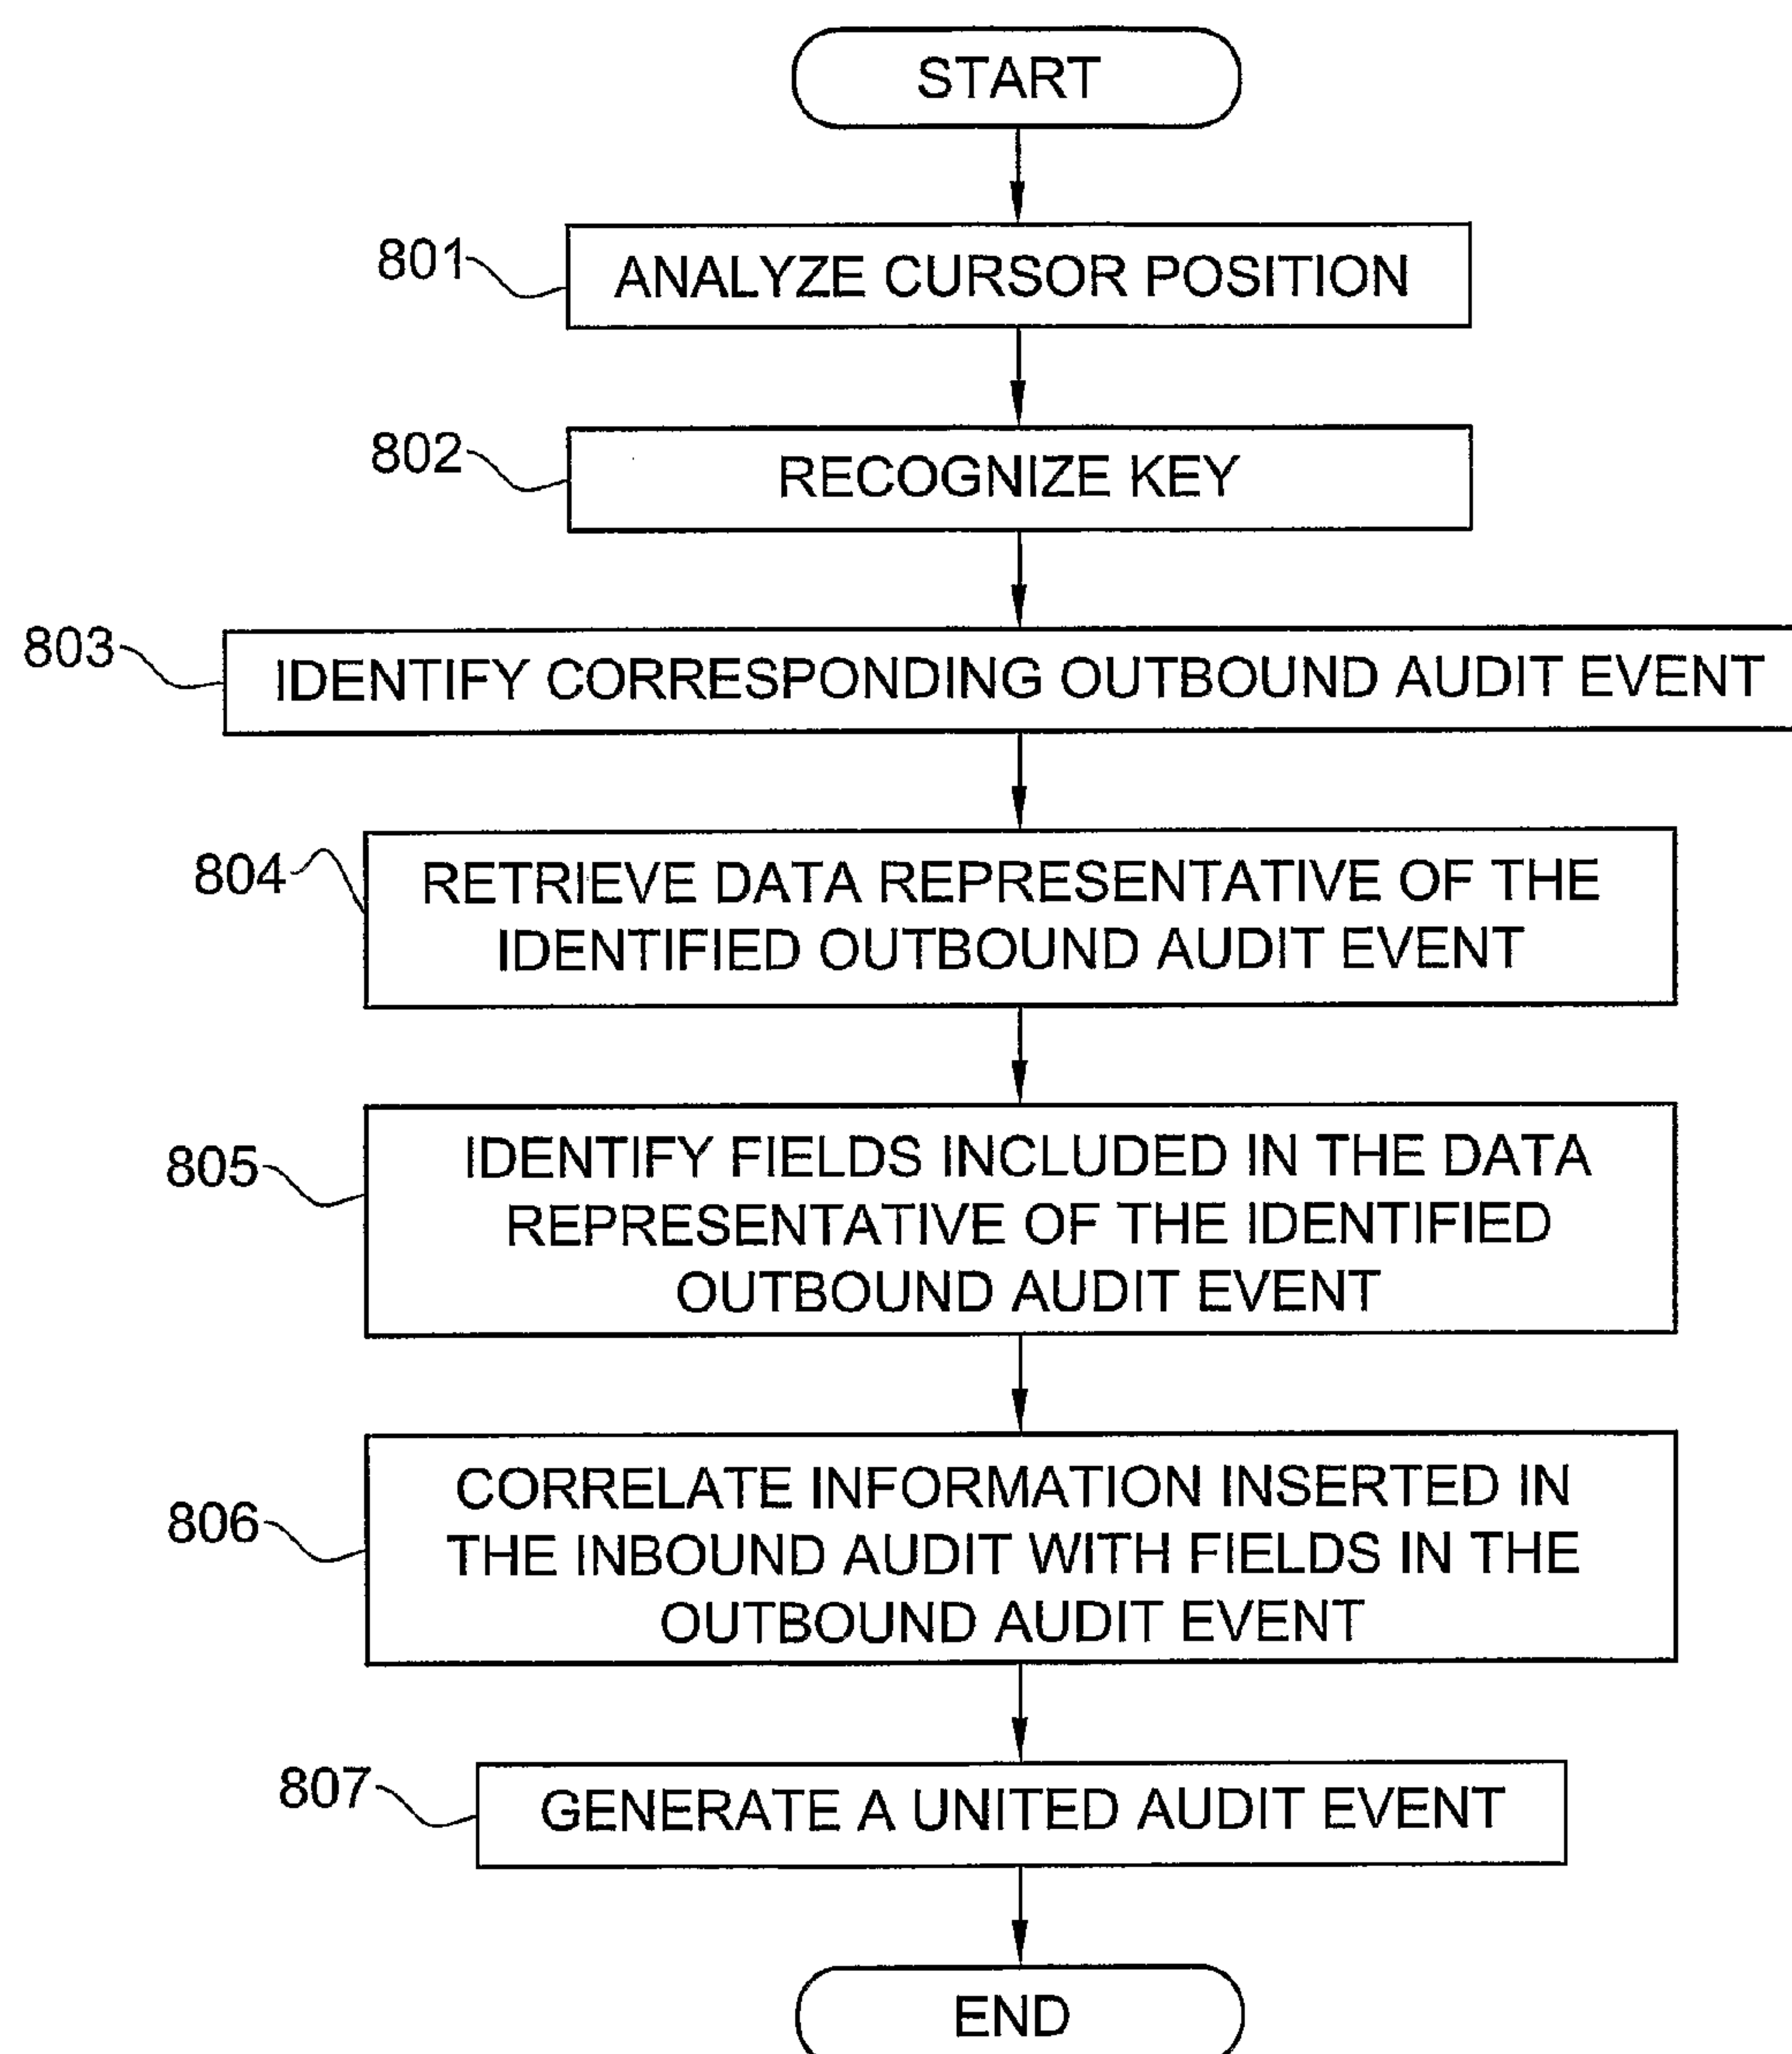 START
801
ANALYZE CURSOR POSITION
802
RECOGNIZE KEY
803
IDENTIFY CORRESPONDING OUTBOUND AUDIT EVENT
804
RETRIEVE DATA REPRESENTATIVE OF THE
IDENTIFIED OUTBOUND AUDIT EVENT
805
IDENTIFY FIELDS INCLUDED IN THE DATA
REPRESENTATIVE OF THE IDENTIFIED
OUTBOUND AUDIT EVENT
806
CORRELATE INFORMATION INSERTED IN
THE INBOUND AUDIT WITH FIELDS IN THE
OUTBOUND AUDIT EVENT
807
GENERATE A UNITED AUDIT EVENT
END